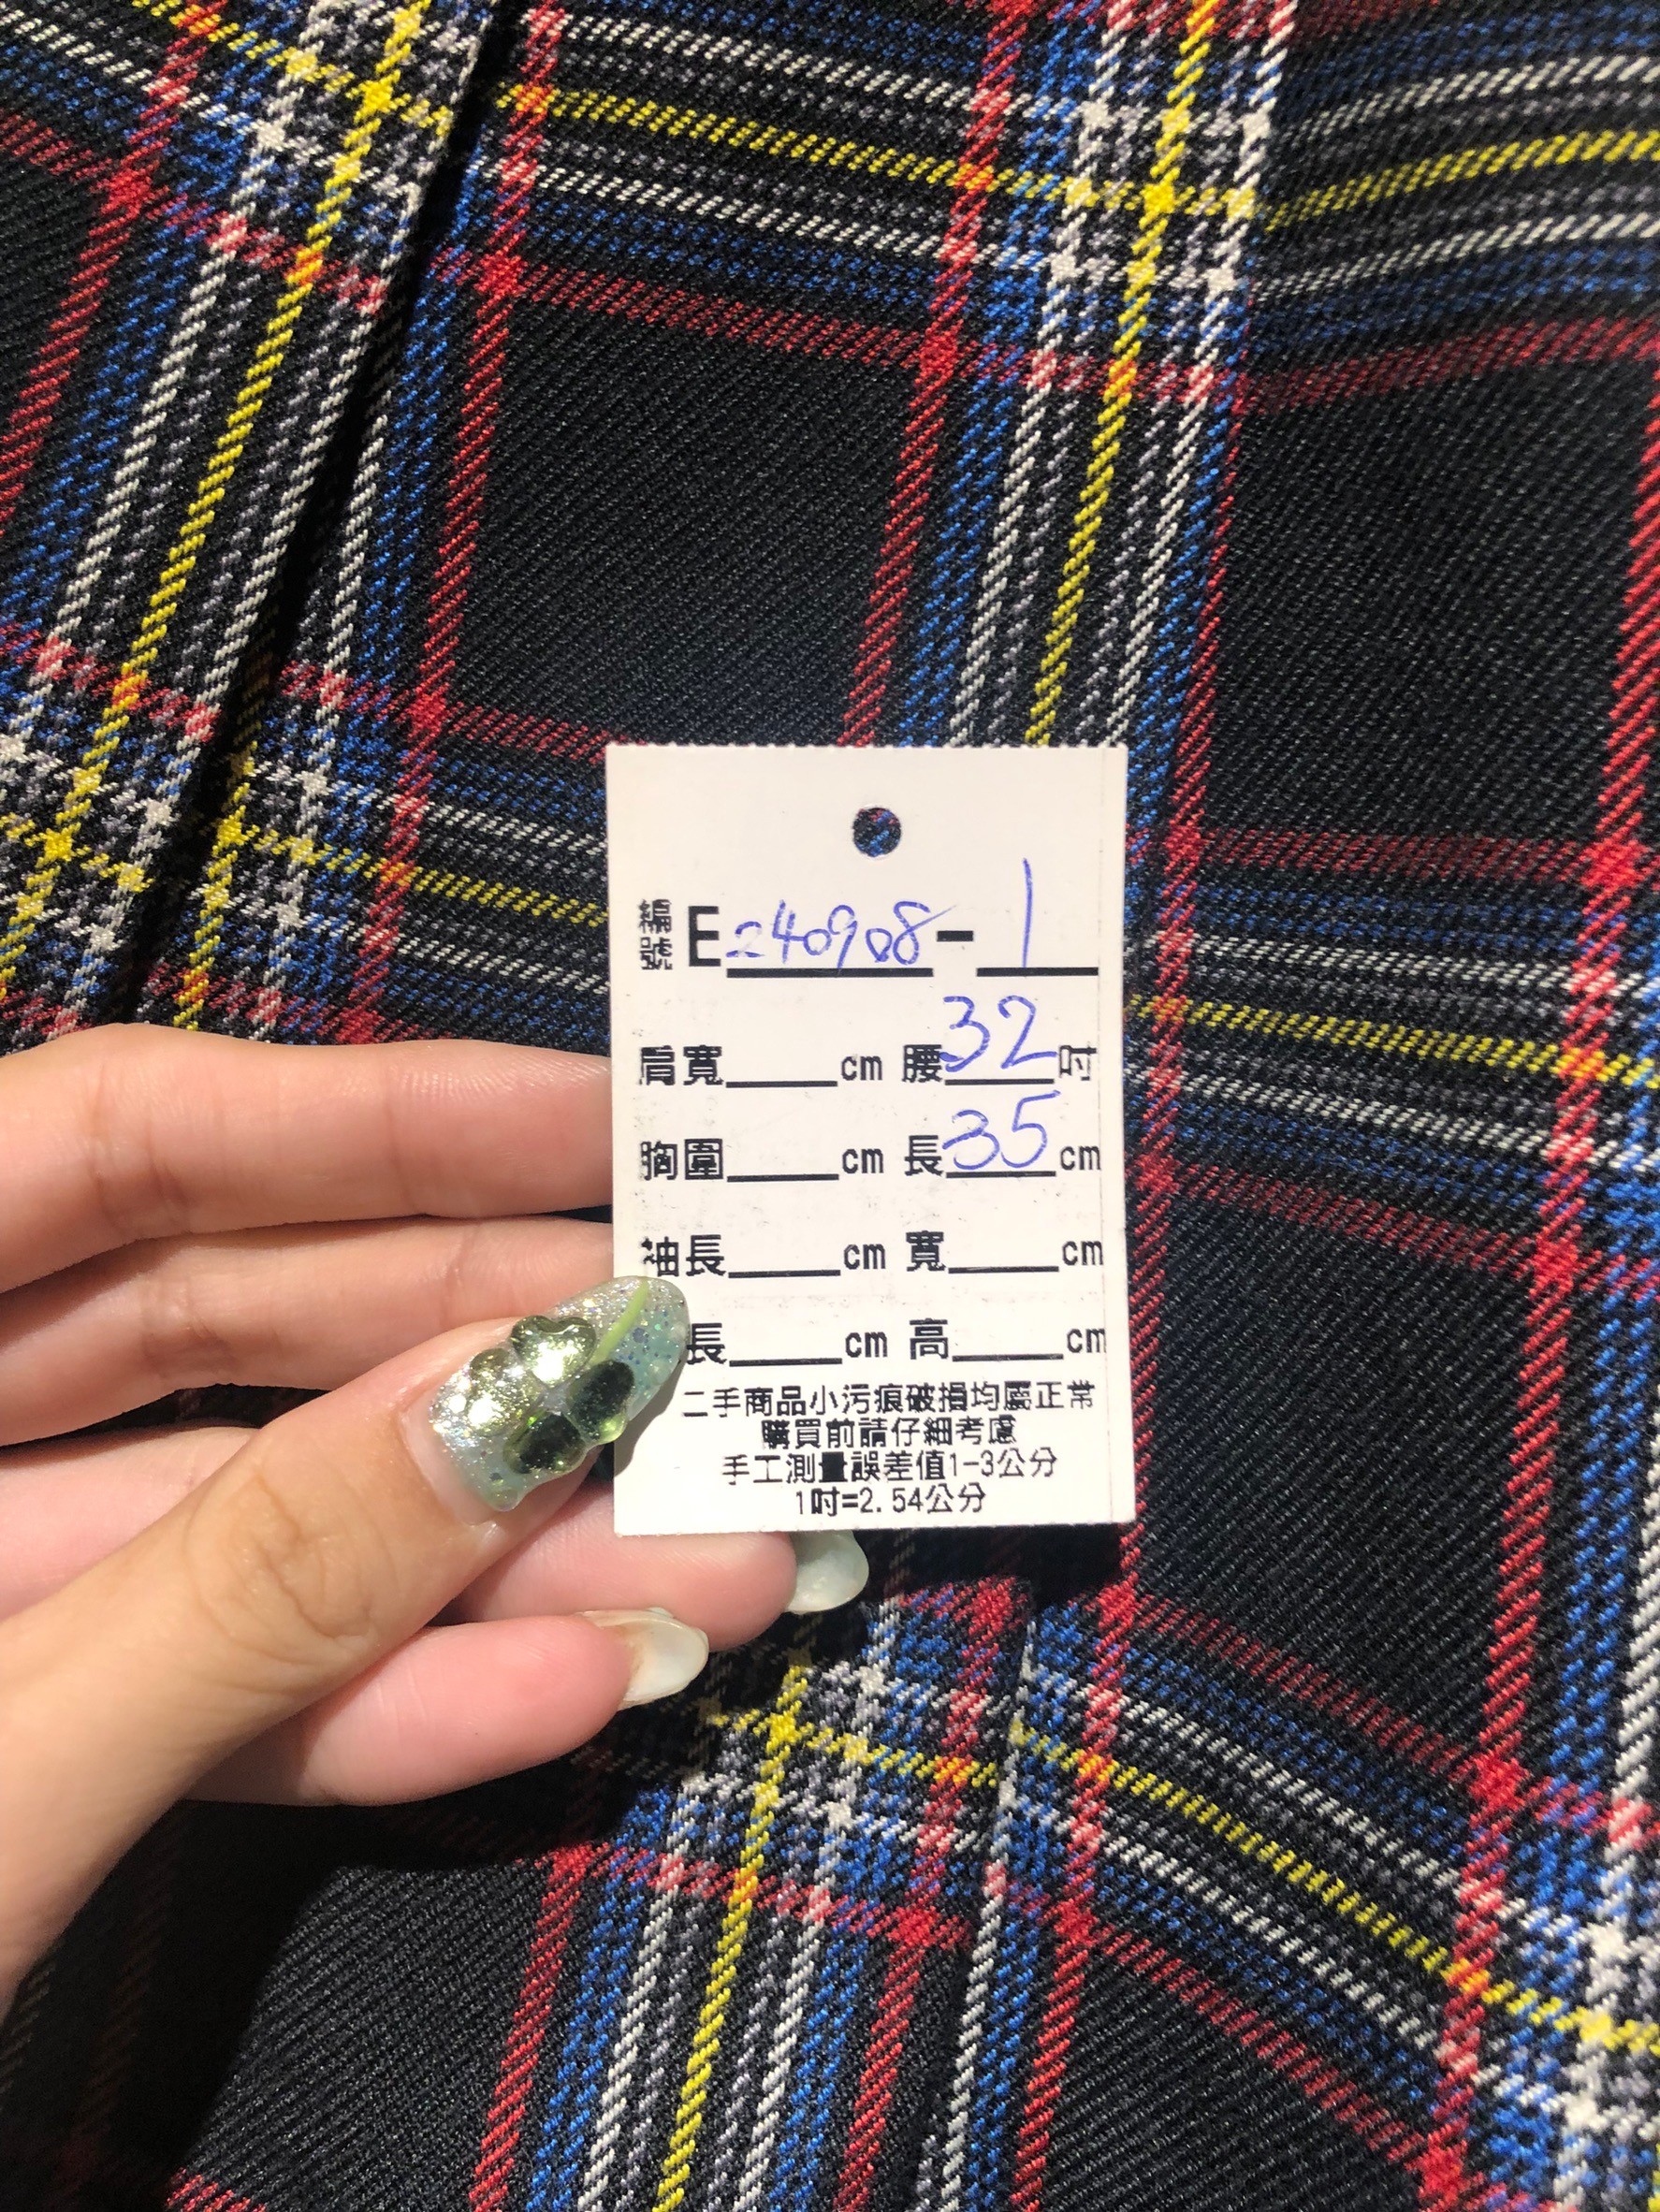 編號 E 240908-1
肩寬____cm 腰32吋
胸圍____cm 長35cm
袖長____cm 寬____cm
長____cm 高____cm
二手商品小污痕破損均屬正常
購買前請仔細考慮
手工測量誤差值1-3公分
1吋=2.54公分